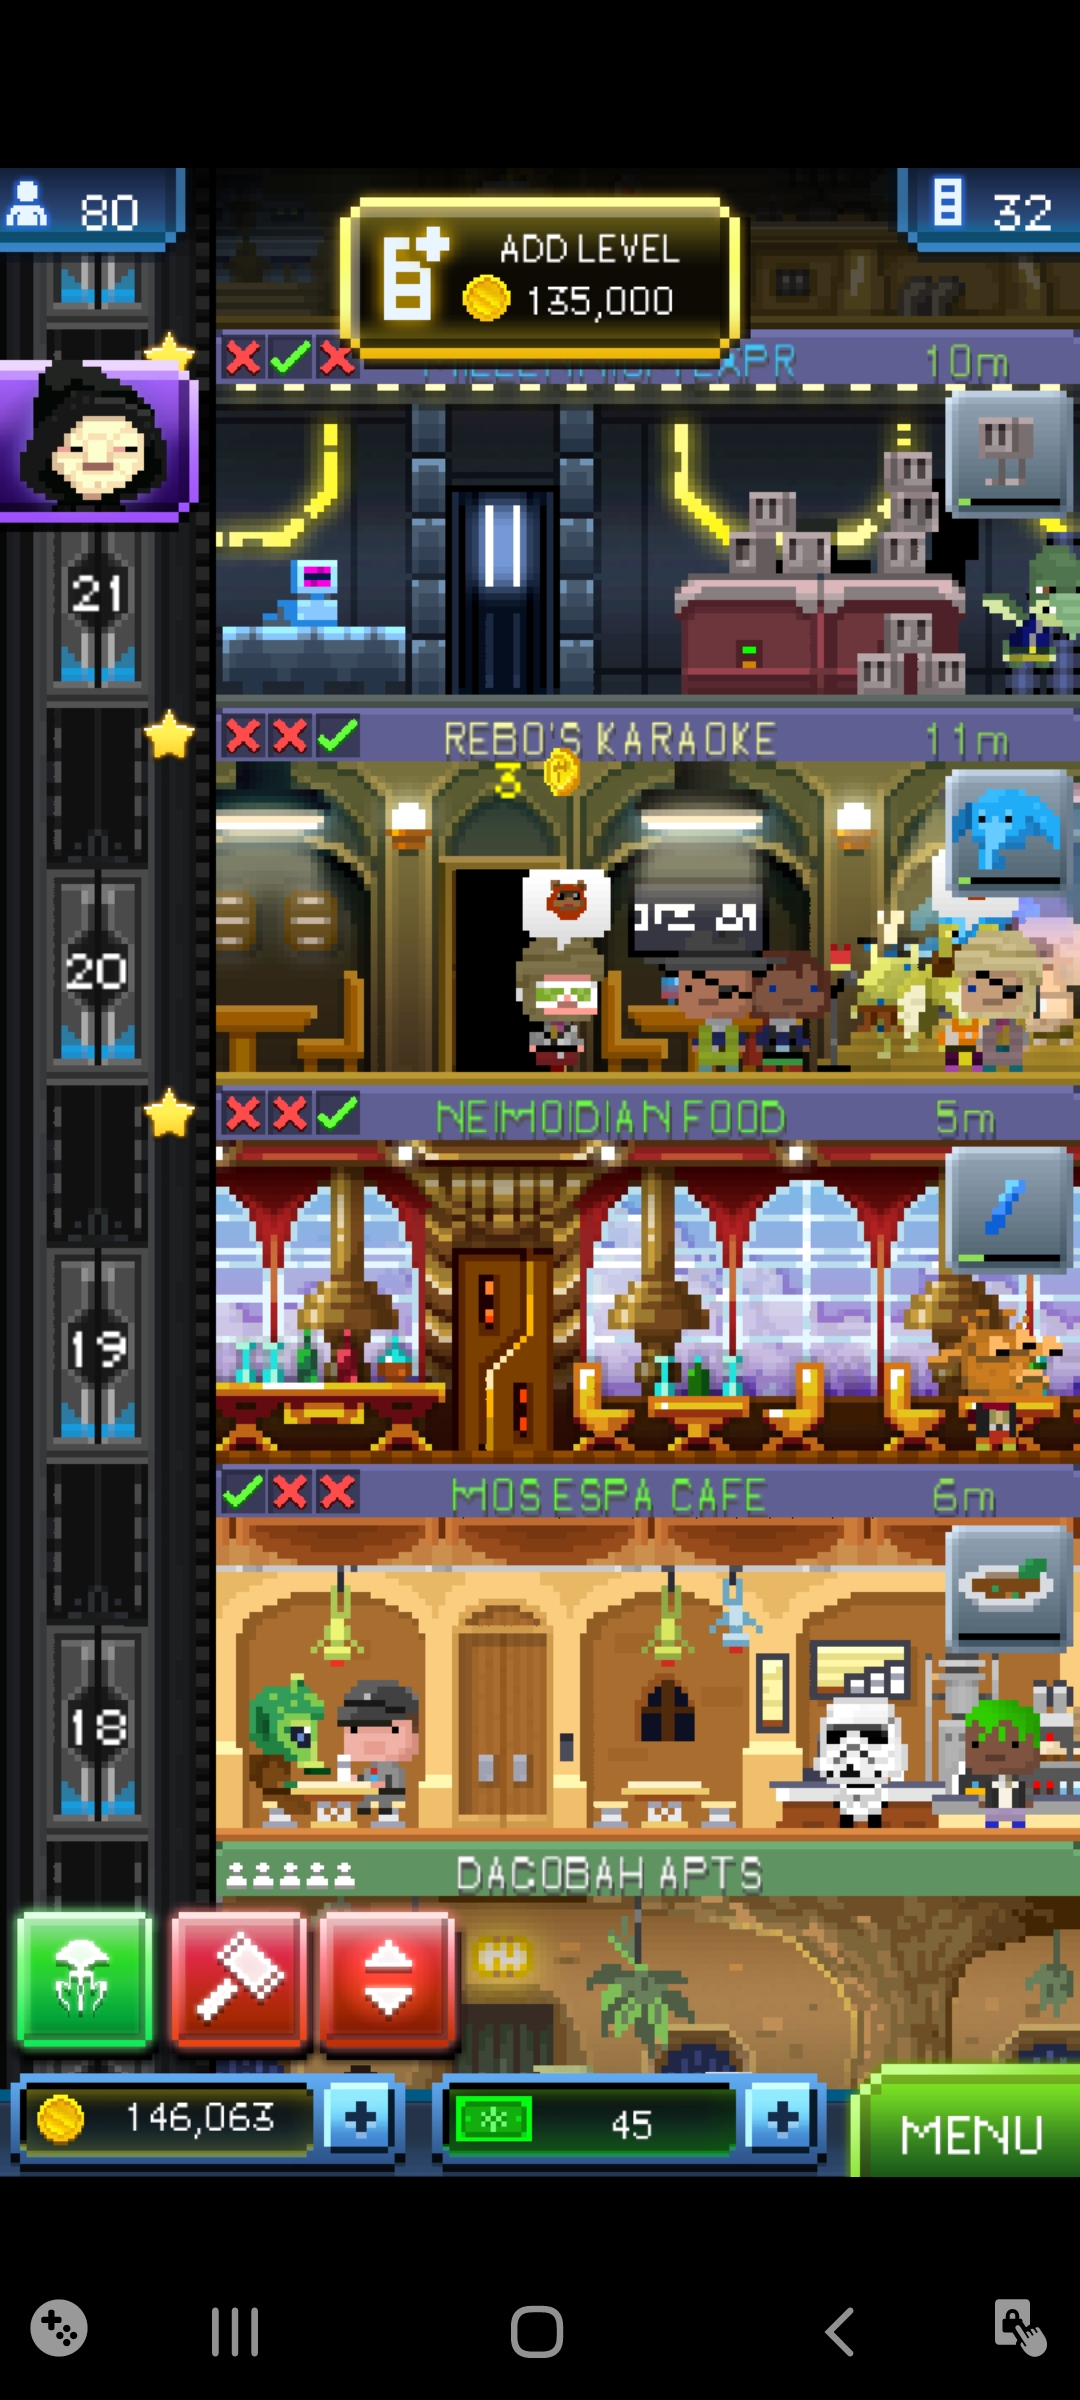 80
ADD LEVEL
135,000
32
10m
21
REBO'S KARAOKE
11m
3
20
NEIMOIDIAN FOOD
5m
19
MOS ESPA CAFE
6m
18
DAGOBAH APTS
146,063
45
MENU